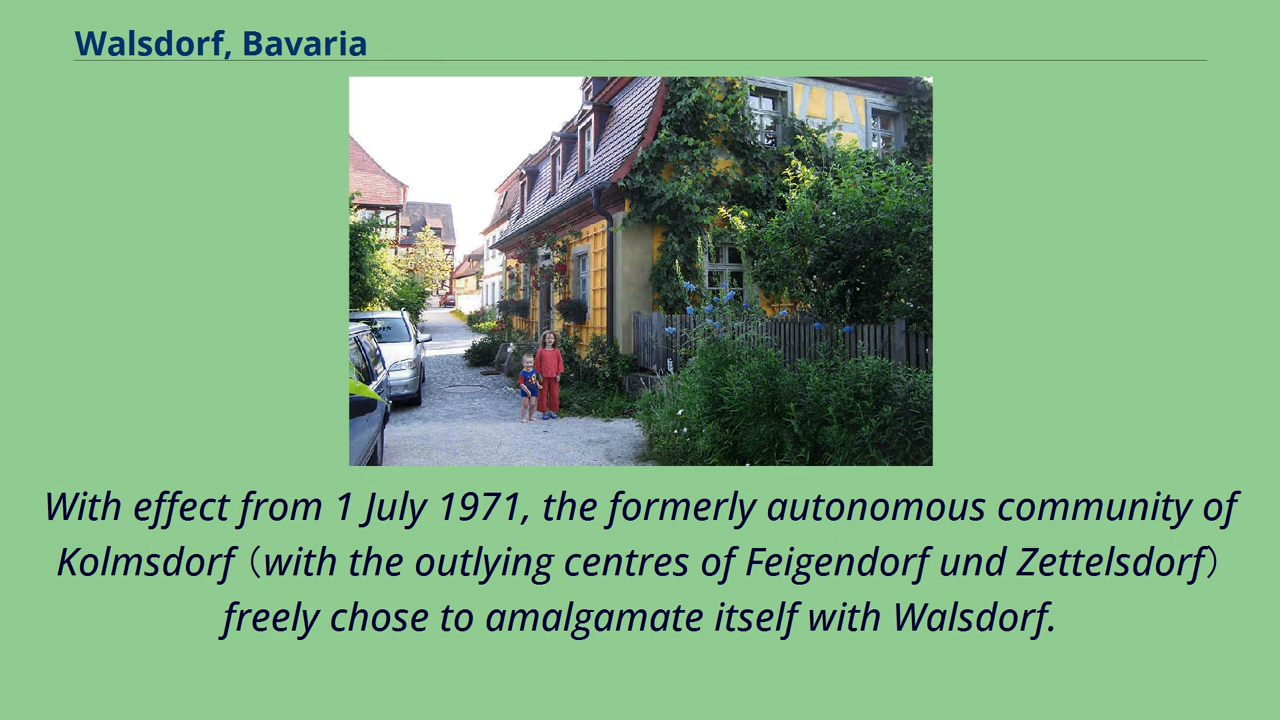 Walsdorf, Bavaria
With effect from 1 July 1971, the formerly autonomous community of
Kolmsdorf（with the outlying centres of Feigendorf und Zettelsdorf）
freely chose to amalgamate itself with Walsdorf.